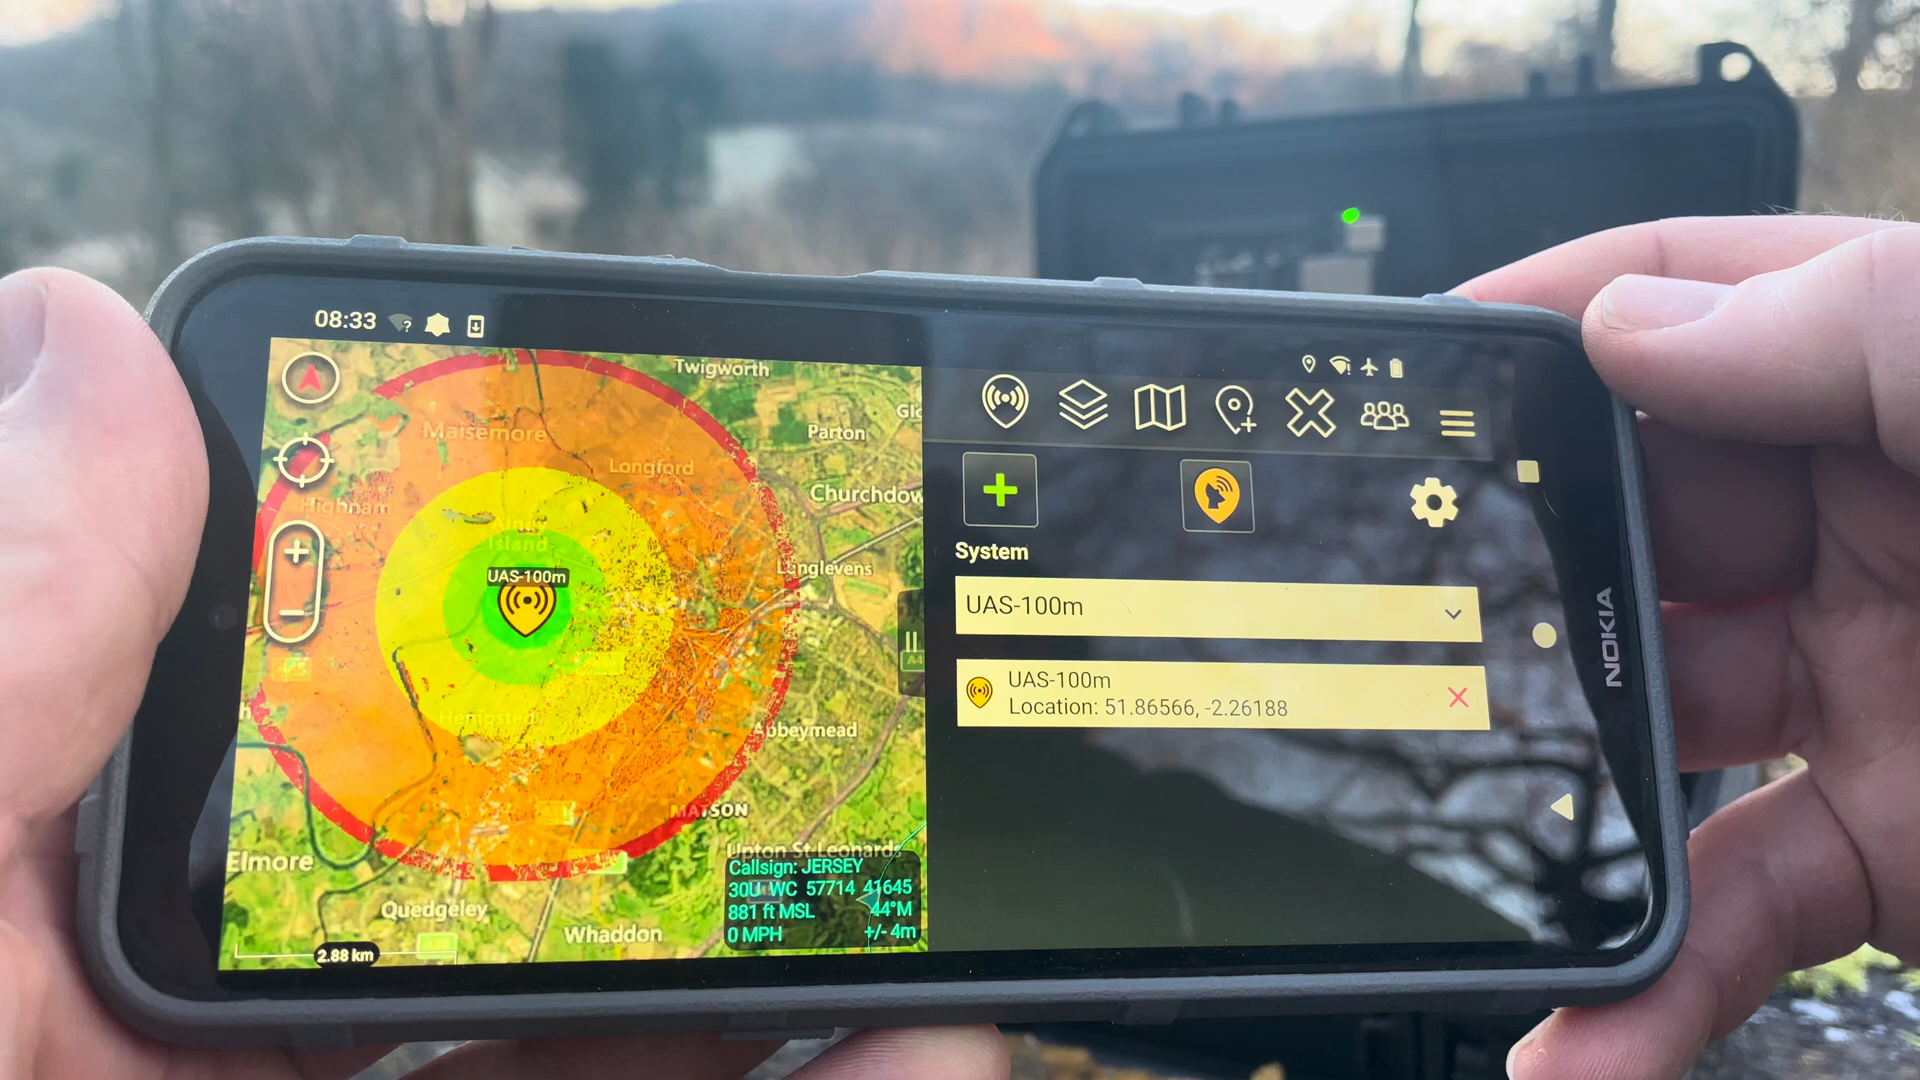 08:33
Twigworth
Maisemore
Parton
Longford
Churchdow
Highnam
Alney
Island
UAS-100m
Longlevens
Hempsted
Abbeymead
MATSON
Upton St Leonards
Elmore
Quedgeley
Whaddon
2.88 km
Callsign: JERSEY
30U WC 57714 41645
881 ft MSL 44°M
0 MPH +/- 4m
System
UAS-100m
UAS-100m
Location: 51.86566, -2.26188
NOKIA